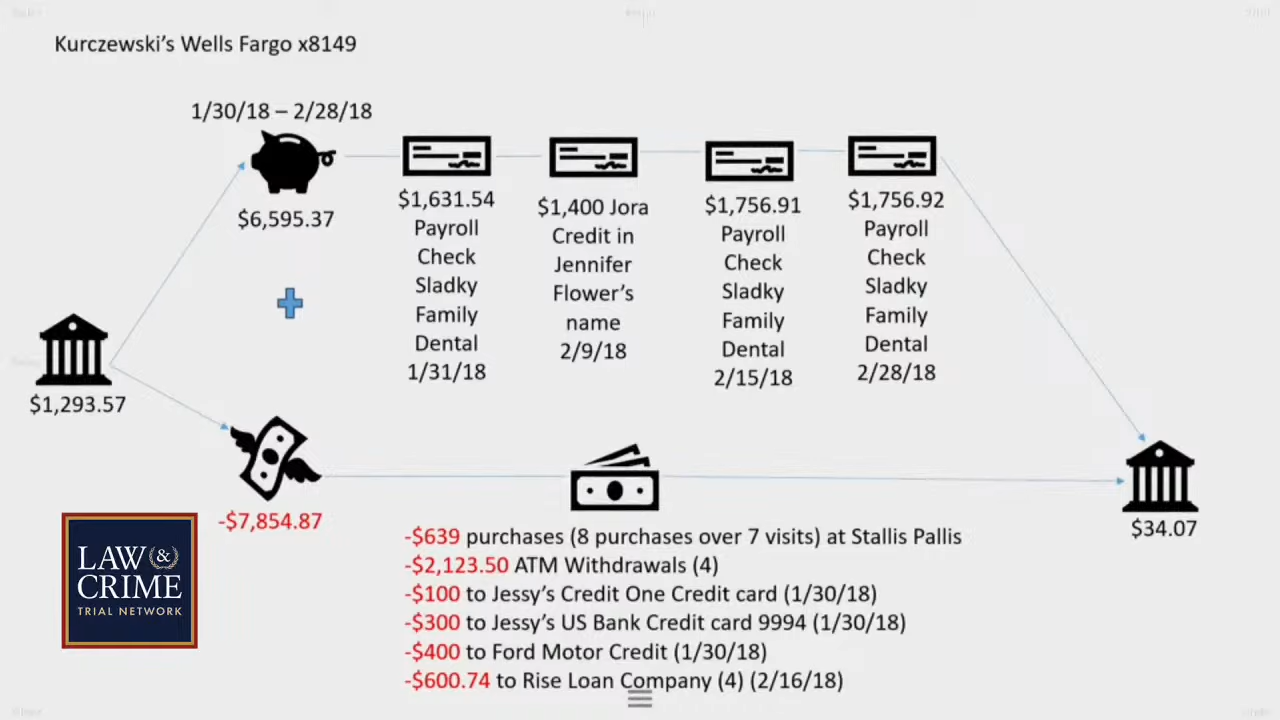 Kurczewski's Wells Fargo x8149
1/30/18 – 2/28/18
$6,595.37
$1,631.54
Payroll
Check
Sladky
Family
Dental
1/31/18
$1,400 Jora
Credit in
Jennifer
Flower's
name
2/9/18
$1,756.91
Payroll
Check
Sladky
Family
Dental
2/15/18
$1,756.92
Payroll
Check
Sladky
Family
Dental
2/28/18
$1,293.57
-$7,854.87
$34.07
-$639 purchases (8 purchases over 7 visits) at Stallis Pallis
-$2,123.50 ATM Withdrawals (4)
-$100 to Jessy's Credit One Credit card (1/30/18)
-$300 to Jessy's US Bank Credit card 9994 (1/30/18)
-$400 to Ford Motor Credit (1/30/18)
-$600.74 to Rise Loan Company (4) (2/16/18)
LAW &
CRIME
TRIAL NETWORK